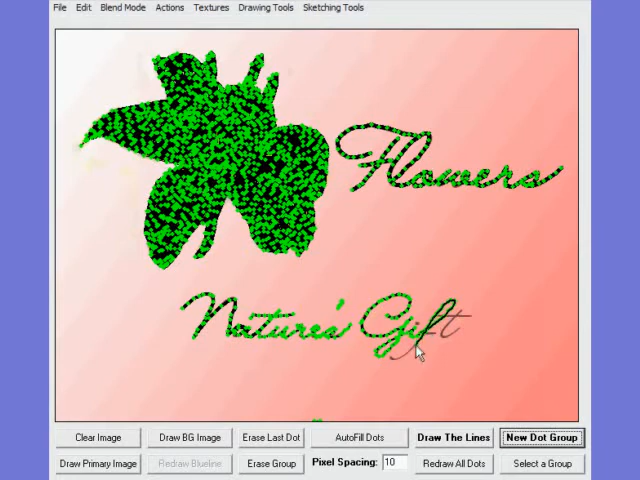 File Edit Blend Mode Actions Textures Drawing Tools Sketching Tools
Flowers
Nature's Gift
Clear Image Draw BG Image Erase Last Dot AutoFill Dots Draw The Lines New Dot Group
Draw Primary Image Redraw Blueline Erase Group Pixel Spacing: 10 Redraw All Dots Select a Group